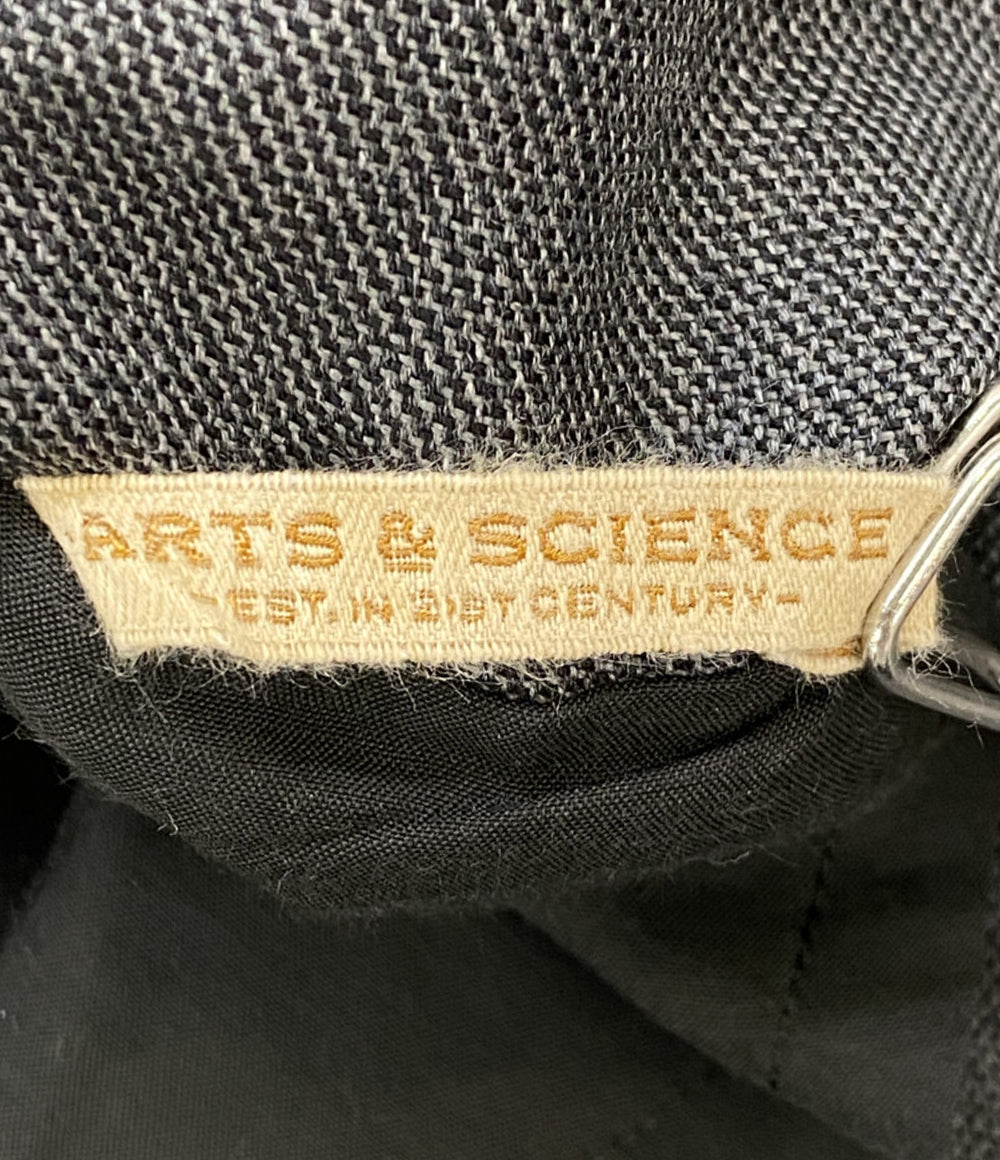 ARTS & SCIENCE
-EST. IN 21ST CENTURY-